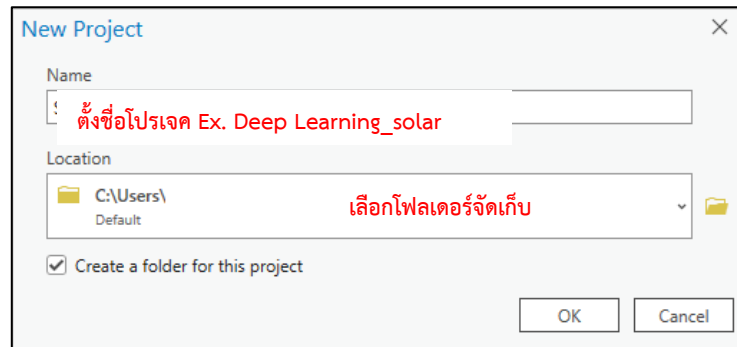 New Project
Name
ตั้งชื่อโปรเจค Ex. Deep Learning_solar
Location
C:\Users\
Default
เลือกโฟลเดอร์จัดเก็บ
Create a folder for this project
OK
Cancel